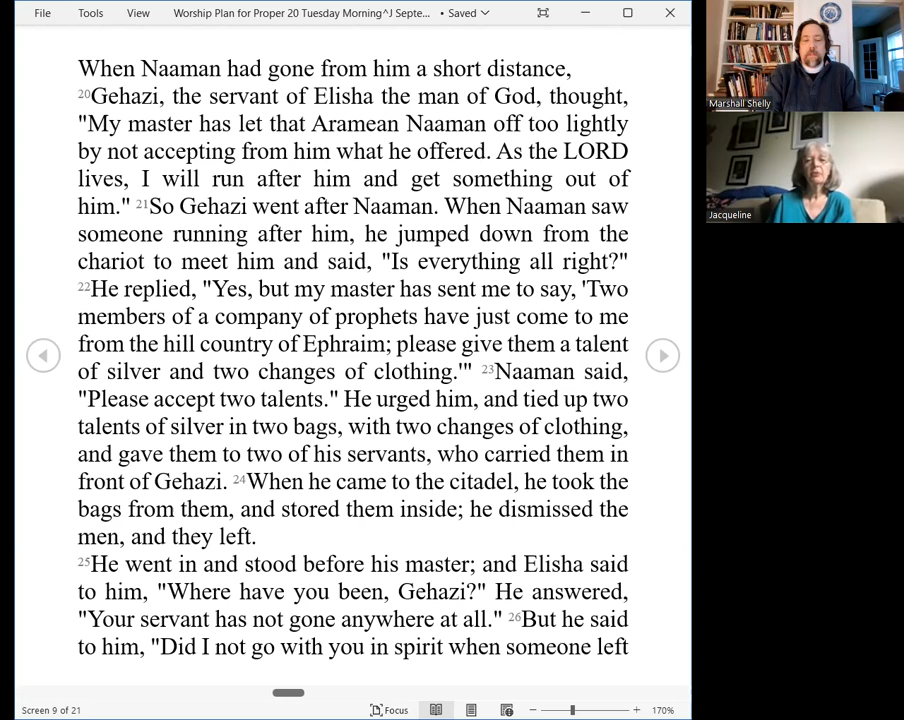 File Tools View Worship Plan for Proper 20 Tuesday Morning^J Septe... • Saved
When Naaman had gone from him a short distance,
20Gehazi, the servant of Elisha the man of God, thought,
"My master has let that Aramean Naaman off too lightly
by not accepting from him what he offered. As the LORD
lives, I will run after him and get something out of
him." 21So Gehazi went after Naaman. When Naaman saw
someone running after him, he jumped down from the
chariot to meet him and said, "Is everything all right?"
22He replied, "Yes, but my master has sent me to say, 'Two
members of a company of prophets have just come to me
from the hill country of Ephraim; please give them a talent
of silver and two changes of clothing.'" 23Naaman said,
"Please accept two talents." He urged him, and tied up two
talents of silver in two bags, with two changes of clothing,
and gave them to two of his servants, who carried them in
front of Gehazi. 24When he came to the citadel, he took the
bags from them, and stored them inside; he dismissed the
men, and they left.
25He went in and stood before his master; and Elisha said
to him, "Where have you been, Gehazi?" He answered,
"Your servant has not gone anywhere at all." 26But he said
to him, "Did I not go with you in spirit when someone left
Screen 9 of 21 Focus 170%
Marshall Shelly
Jacqueline